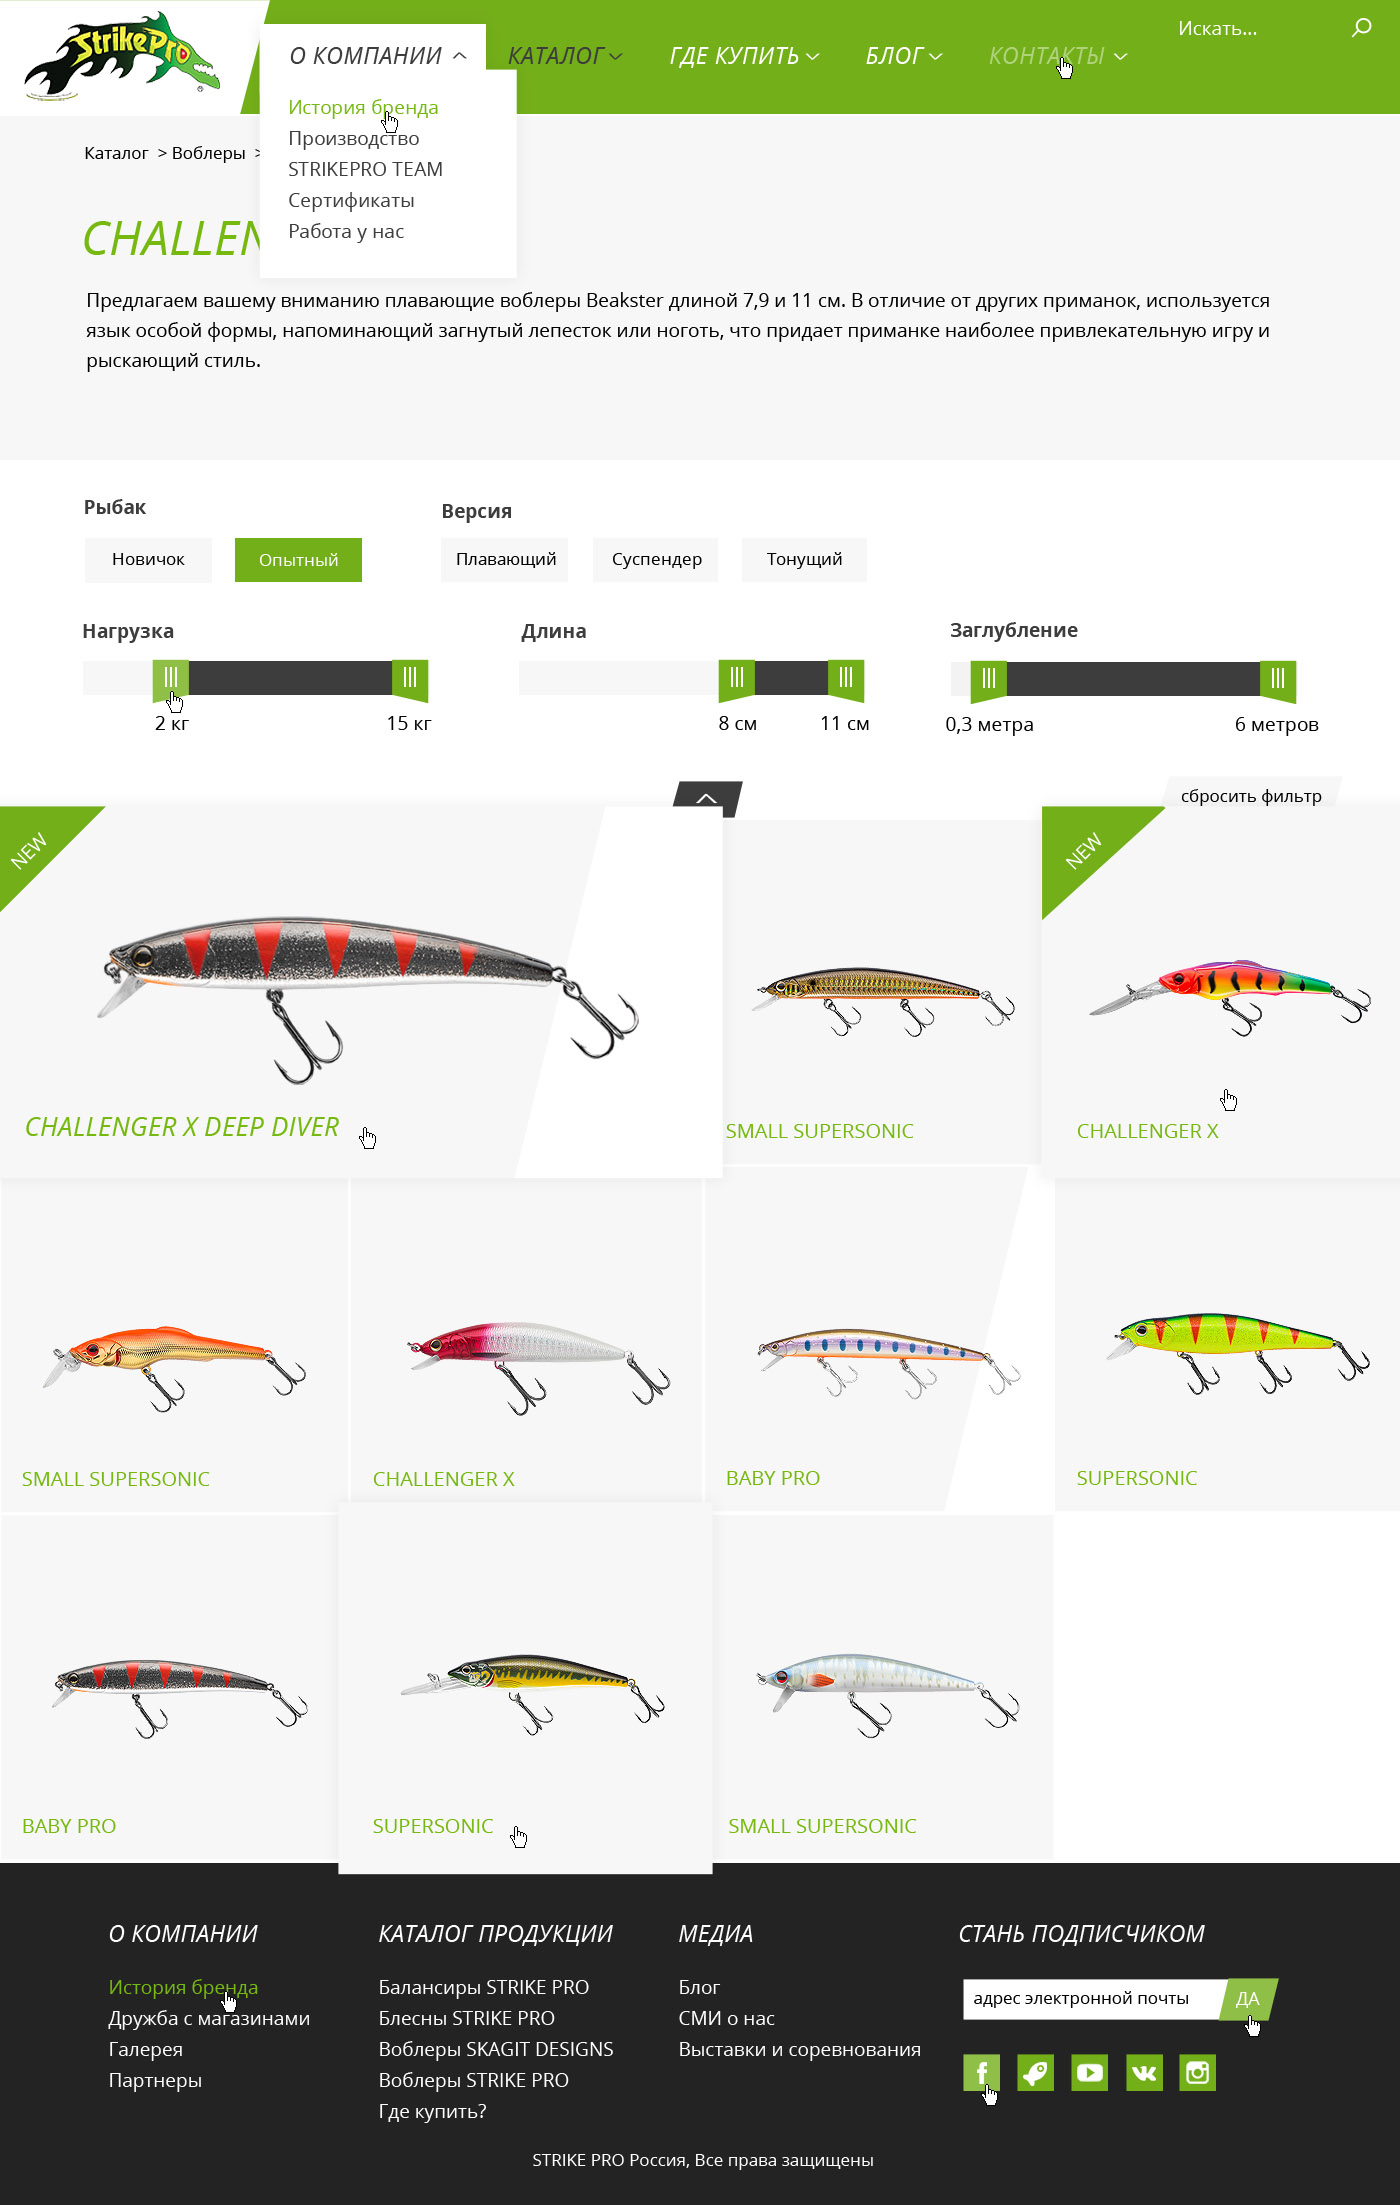 StrikePro
®
О КОМПАНИИ
КАТАЛОГ
ГДЕ КУПИТЬ
БЛОГ
КОНТАКТЫ
Искать...
История бренда
Производство
STRIKEPRO TEAM
Сертификаты
Работа у нас
Каталог > Воблеры >
CHALLEN
Предлагаем вашему вниманию плавающие воблеры Beakster длиной 7,9 и 11 см. В отличие от других приманок, используется
язык особой формы, напоминающий загнутый лепесток или ноготь, что придает приманке наиболее привлекательную игру и
рыскающий стиль.
Рыбак
Версия
Новичок
Опытный
Плавающий
Суспендер
Тонущий
Нагрузка
Длина
Заглубление
2 кг
15 кг
8 см
11 см
0,3 метра
6 метров
сбросить фильтр
NEW
NEW
CHALLENGER X DEEP DIVER
SMALL SUPERSONIC
CHALLENGER X
SMALL SUPERSONIC
CHALLENGER X
BABY PRO
SUPERSONIC
BABY PRO
SUPERSONIC
SMALL SUPERSONIC
О КОМПАНИИ
История бренда
Дружба с магазинами
Галерея
Партнеры
КАТАЛОГ ПРОДУКЦИИ
Балансиры STRIKE PRO
Блесны STRIKE PRO
Воблеры SKAGIT DESIGNS
Воблеры STRIKE PRO
Где купить?
МЕДИА
Блог
СМИ о нас
Выставки и соревнования
СТАНЬ ПОДПИСЧИКОМ
адрес электронной почты
ДА
STRIKE PRO Россия, Все права защищены